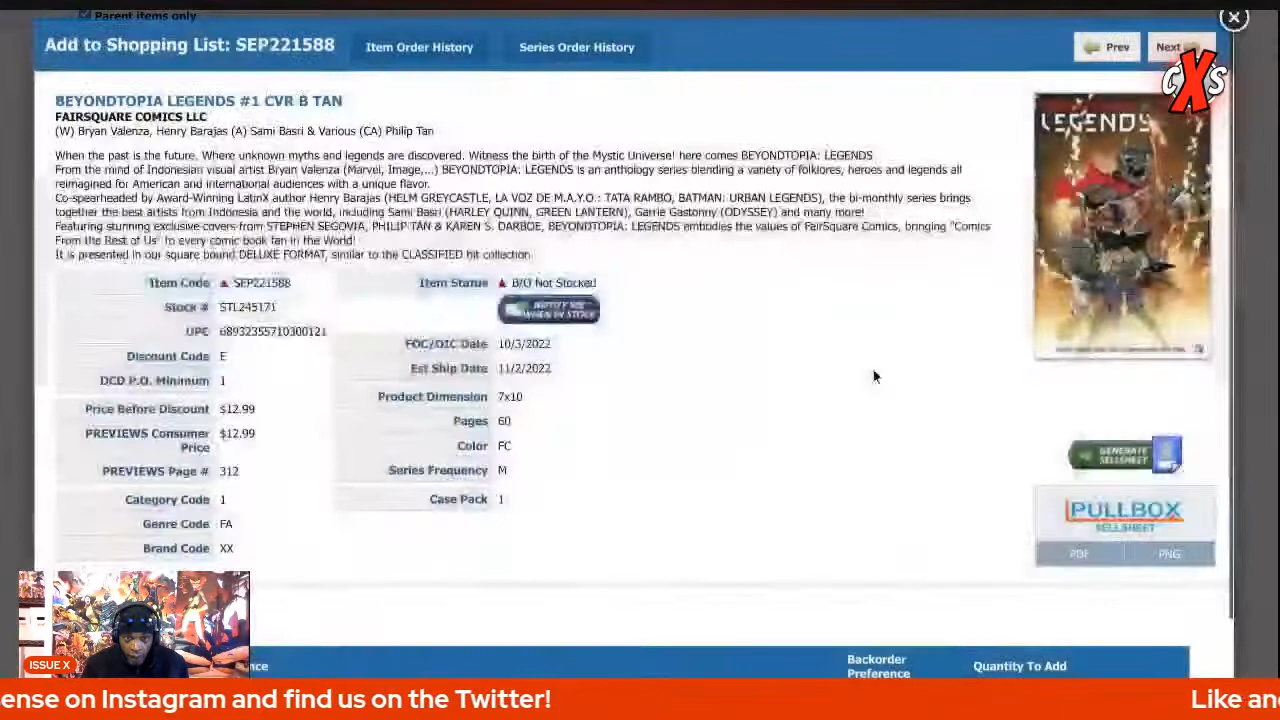 Parent items only
Add to Shopping List: SEP221588
Item Order History
Series Order History
Prev
Next
CXS
BEYONDTOPIA LEGENDS #1 CVR B TAN
FAIRSQUARE COMICS LLC
(W) Bryan Valenza, Henry Barajas (A) Sami Basri & Various (CA) Philip Tan
When the past is the future. Where unknown myths and legends are discovered. Witness the birth of the Mystic Universe! here comes BEYONDTOPIA: LEGENDS
From the mind of Indonesian visual artist Bryan Valenza (Marvel, Image,...) BEYONDTOPIA: LEGENDS is an anthology series blending a variety of folklores, heroes and legends all
reimagined for American and international audiences with a unique flavor.
Co-spearheaded by Award-Winning LatinX author Henry Barajas (HELM GREYCASTLE, LA VOZ DE M.A.Y.O.: TATA RAMBO, BATMAN: URBAN LEGENDS), the bi-monthly series brings
together the best artists from Indonesia and the world, including Sami Basri (HARLEY QUINN, GREEN LANTERN), Garrie Gastonny (ODYSSEY) and many more!
Featuring stunning exclusive covers from STEPHEN SEGOVIA, PHILIP TAN & KAREN S. DARBOE, BEYONDTOPIA: LEGENDS embodies the values of FairSquare Comics, bringing "Comics
From the Rest of Us" to every comic book fan in the World!
It is presented in our square bound DELUXE FORMAT, similar to the CLASSIFIED hit collection.
LEGENDS
Item Code SEP221588
Stock # STL245171
UPC 68932355710300121
Discount Code E
DCD P.O. Minimum 1
Price Before Discount $12.99
PREVIEWS Consumer Price $12.99
PREVIEWS Page # 312
Category Code 1
Genre Code FA
Brand Code XX
Item Status B/O Not Stocked
NOTIFY ME
WHEN IN STOCK
FOC/OIC Date 10/3/2022
Est Ship Date 11/2/2022
Product Dimension 7x10
Pages 60
Color FC
Series Frequency M
Case Pack 1
GENERATE
SELLSHEET
PULLBOX
SELLSHEET
PDF
PNG
ISSUE X
nce
Backorder
Preference
Quantity To Add
ense on Instagram and find us on the Twitter!
Like an